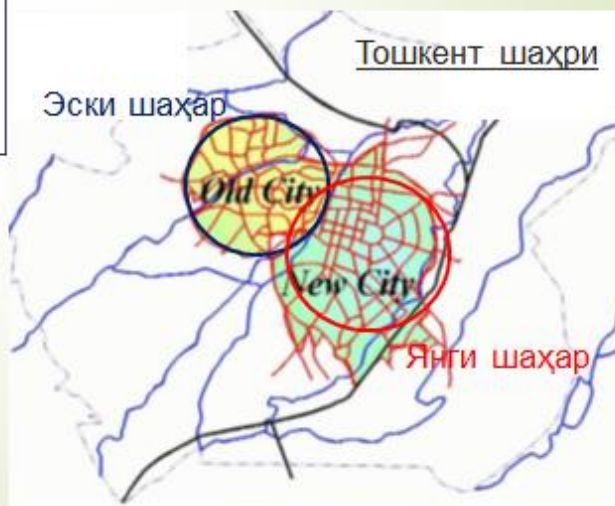 Тошкент шаҳри
Эски шаҳар
Old City
New City
Янги шаҳар